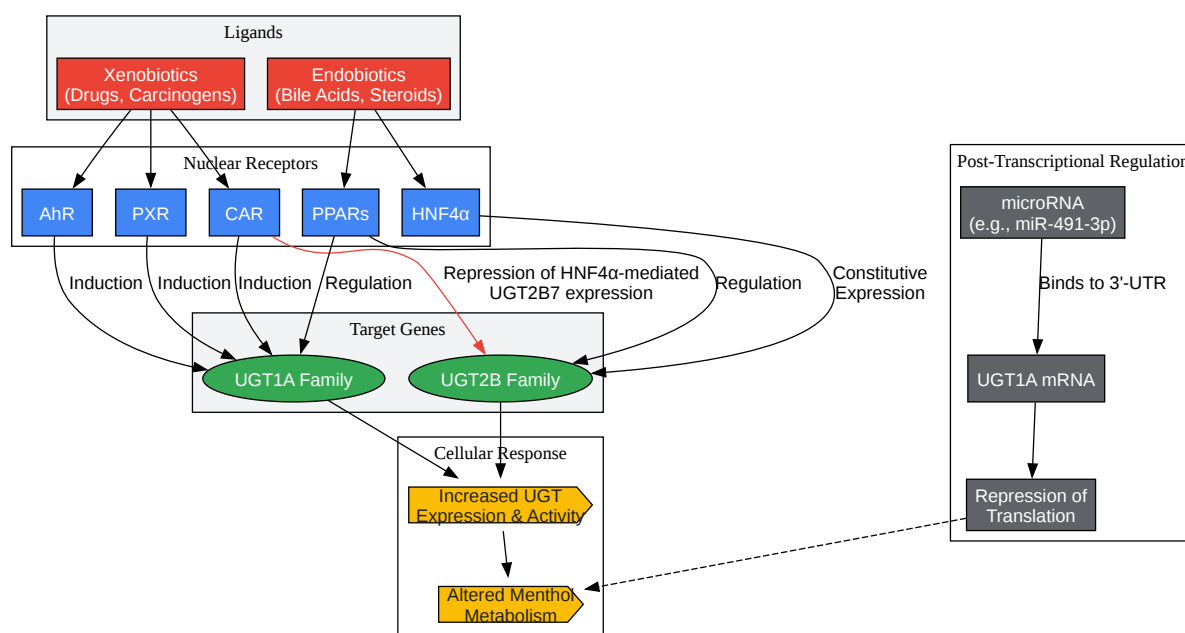 Ligands
Xenobiotics
(Drugs, Carcinogens)
Endobiotics
(Bile Acids, Steroids)
Nuclear Receptors
AhR
PXR
CAR
PPARs
HNF4α
Induction
Induction
Induction
Regulation
Repression of HNF4α-mediated
UGT2B7 expression
Regulation
Constitutive
Expression
Target Genes
UGT1A Family
UGT2B Family
Cellular Response
Increased UGT
Expression & Activity
Altered Menthol
Metabolism
Post-Transcriptional Regulation
microRNA
(e.g., miR-491-3p)
Binds to 3'-UTR
UGT1A mRNA
Repression of
Translation